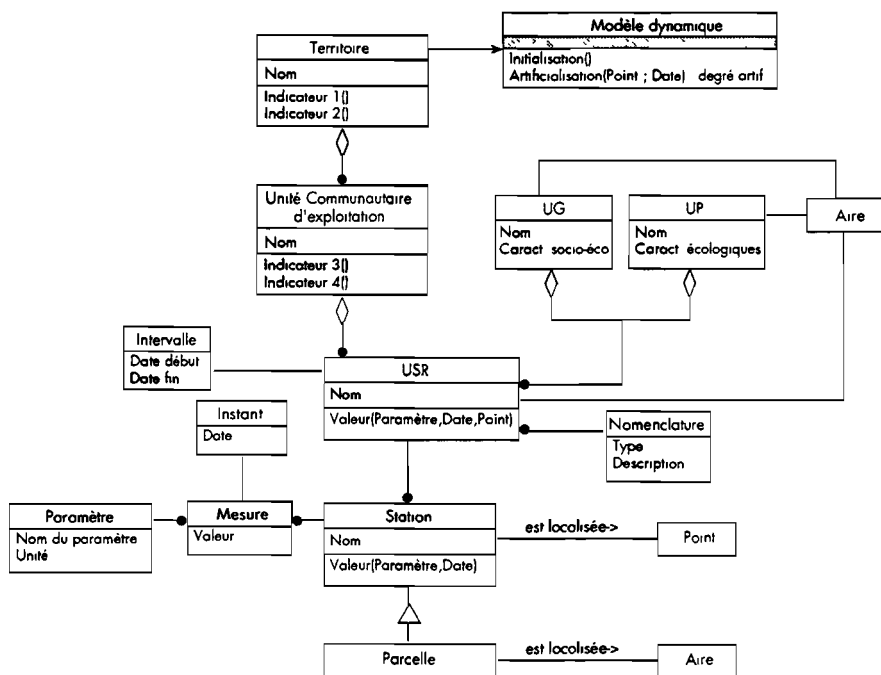 Modèle dynamique
Initialisation()
Artificialisation(Point ; Date) degré artif
Territoire
Nom
Indicateur 1()
Indicateur 2()
Unité Communautaire
d'exploitation
Nom
Indicateur 3()
Indicateur 4()
UG
Nom
Caract socio-éco
UP
Nom
Caract écologiques
Aire
Intervalle
Date début
Date fin
USR
Nom
Valeur(Paramètre,Date,Point)
Instant
Date
Nomenclature
Type
Description
Paramètre
Nom du paramètre
Unité
Mesure
Valeur
Station
Nom
Valeur(Paramètre,Date)
est localisée->
Point
Parcelle
est localisée->
Aire